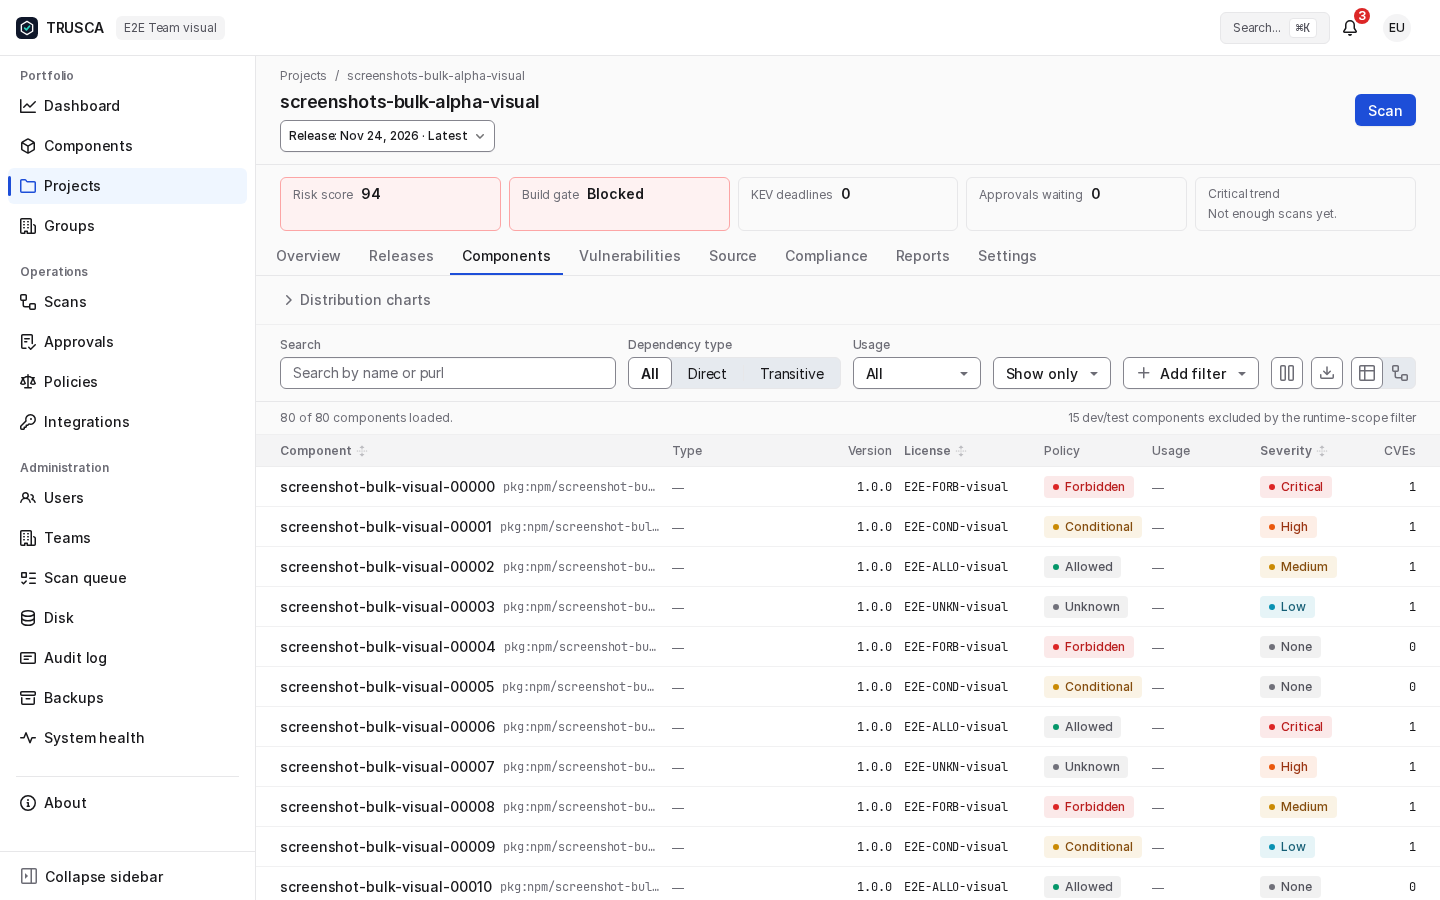 TRUSCA
E2E Team visual
Search...
⌘K
3
EU
Portfolio
Dashboard
Components
Projects
Groups
Operations
Scans
Approvals
Policies
Integrations
Administration
Users
Teams
Scan queue
Disk
Audit log
Backups
System health
About
Collapse sidebar
Projects / screenshots-bulk-alpha-visual
screenshots-bulk-alpha-visual
Release: Nov 24, 2026 · Latest
Scan
Risk score 94
Build gate Blocked
KEV deadlines 0
Approvals waiting 0
Critical trend
Not enough scans yet.
Overview Releases Components Vulnerabilities Source Compliance Reports Settings
Distribution charts
Search
Search by name or purl
Dependency type
All Direct Transitive
Usage
All
Show only
Add filter
80 of 80 components loaded.
15 dev/test components excluded by the runtime-scope filter
Component Type Version License Policy Usage Severity CVEs
screenshot-bulk-visual-00000 pkg:npm/screenshot-bu… — 1.0.0 E2E-FORB-visual Forbidden — Critical 1
screenshot-bulk-visual-00001 pkg:npm/screenshot-bul… — 1.0.0 E2E-COND-visual Conditional — High 1
screenshot-bulk-visual-00002 pkg:npm/screenshot-bu… — 1.0.0 E2E-ALLO-visual Allowed — Medium 1
screenshot-bulk-visual-00003 pkg:npm/screenshot-bu… — 1.0.0 E2E-UNKN-visual Unknown — Low 1
screenshot-bulk-visual-00004 pkg:npm/screenshot-bu… — 1.0.0 E2E-FORB-visual Forbidden — None 0
screenshot-bulk-visual-00005 pkg:npm/screenshot-bu… — 1.0.0 E2E-COND-visual Conditional — None 0
screenshot-bulk-visual-00006 pkg:npm/screenshot-bu… — 1.0.0 E2E-ALLO-visual Allowed — Critical 1
screenshot-bulk-visual-00007 pkg:npm/screenshot-bu… — 1.0.0 E2E-UNKN-visual Unknown — High 1
screenshot-bulk-visual-00008 pkg:npm/screenshot-bu… — 1.0.0 E2E-FORB-visual Forbidden — Medium 1
screenshot-bulk-visual-00009 pkg:npm/screenshot-bu… — 1.0.0 E2E-COND-visual Conditional — Low 1
screenshot-bulk-visual-00010 pkg:npm/screenshot-bul… — 1.0.0 E2E-ALLO-visual Allowed — None 0